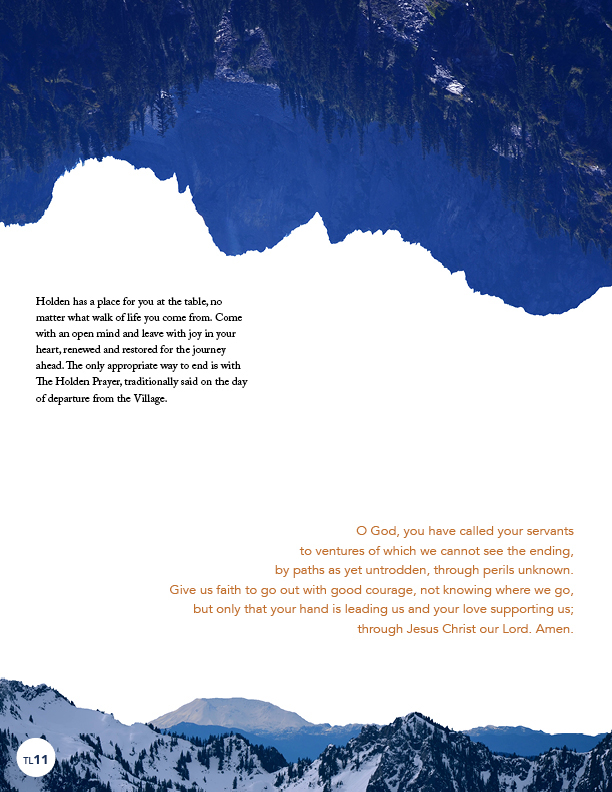 Holden has a place for you at the table, no
matter what walk of life you come from. Come
with an open mind and leave with joy in your
heart, renewed and restored for the journey
ahead. The only appropriate way to end is with
The Holden Prayer, traditionally said on the day
of departure from the Village.
O God, you have called your servants
to ventures of which we cannot see the ending,
by paths as yet untrodden, through perils unknown.
Give us faith to go out with good courage, not knowing where we go,
but only that your hand is leading us and your love supporting us;
through Jesus Christ our Lord. Amen.
TL11